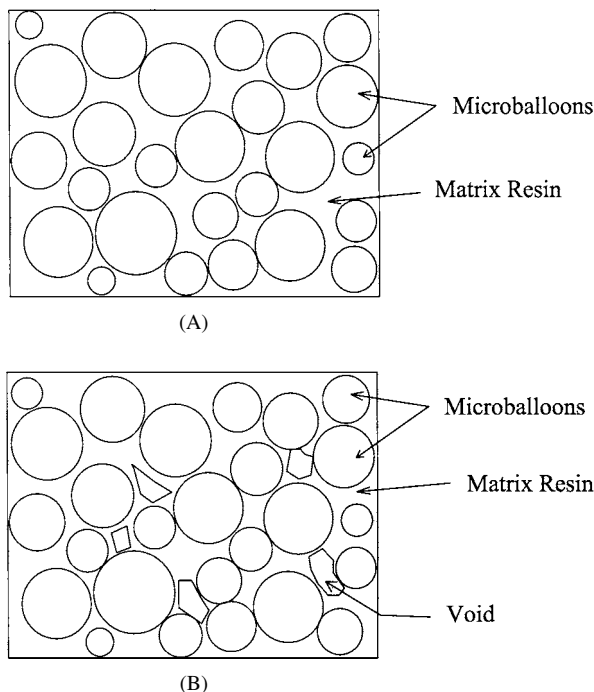 Microballoons
Matrix Resin
(A)
Microballoons
Matrix Resin
Void
(B)